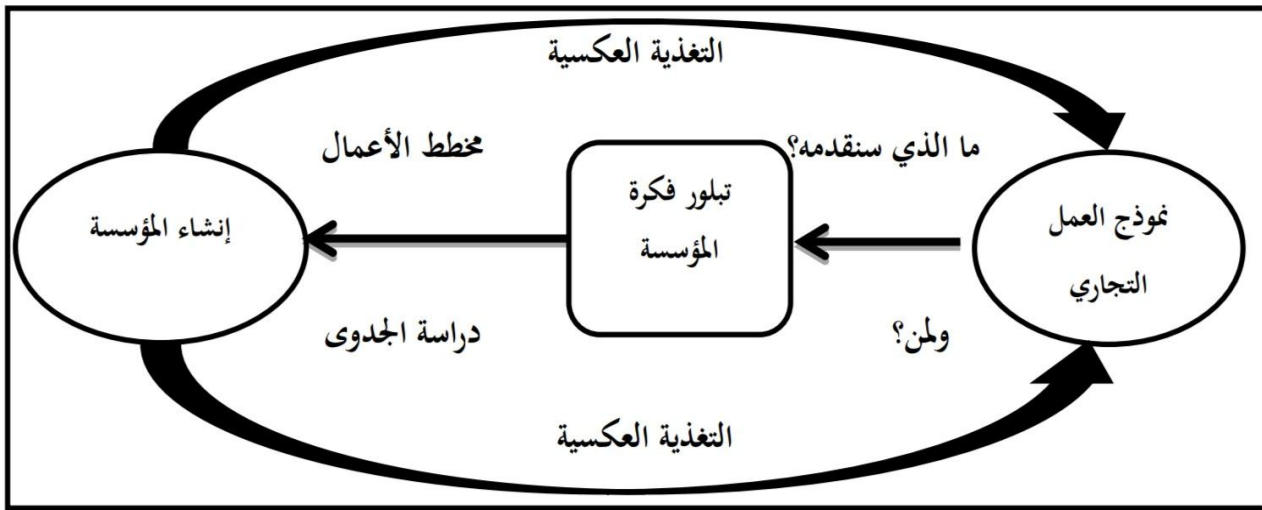 التغذية العكسية
ما الذي سنقدمه؟
مخطط الأعمال
نموذج العمل
التجاري
تبلور فكرة
المؤسسة
إنشاء المؤسسة
ولمن؟
دراسة الجدوى
التغذية العكسية